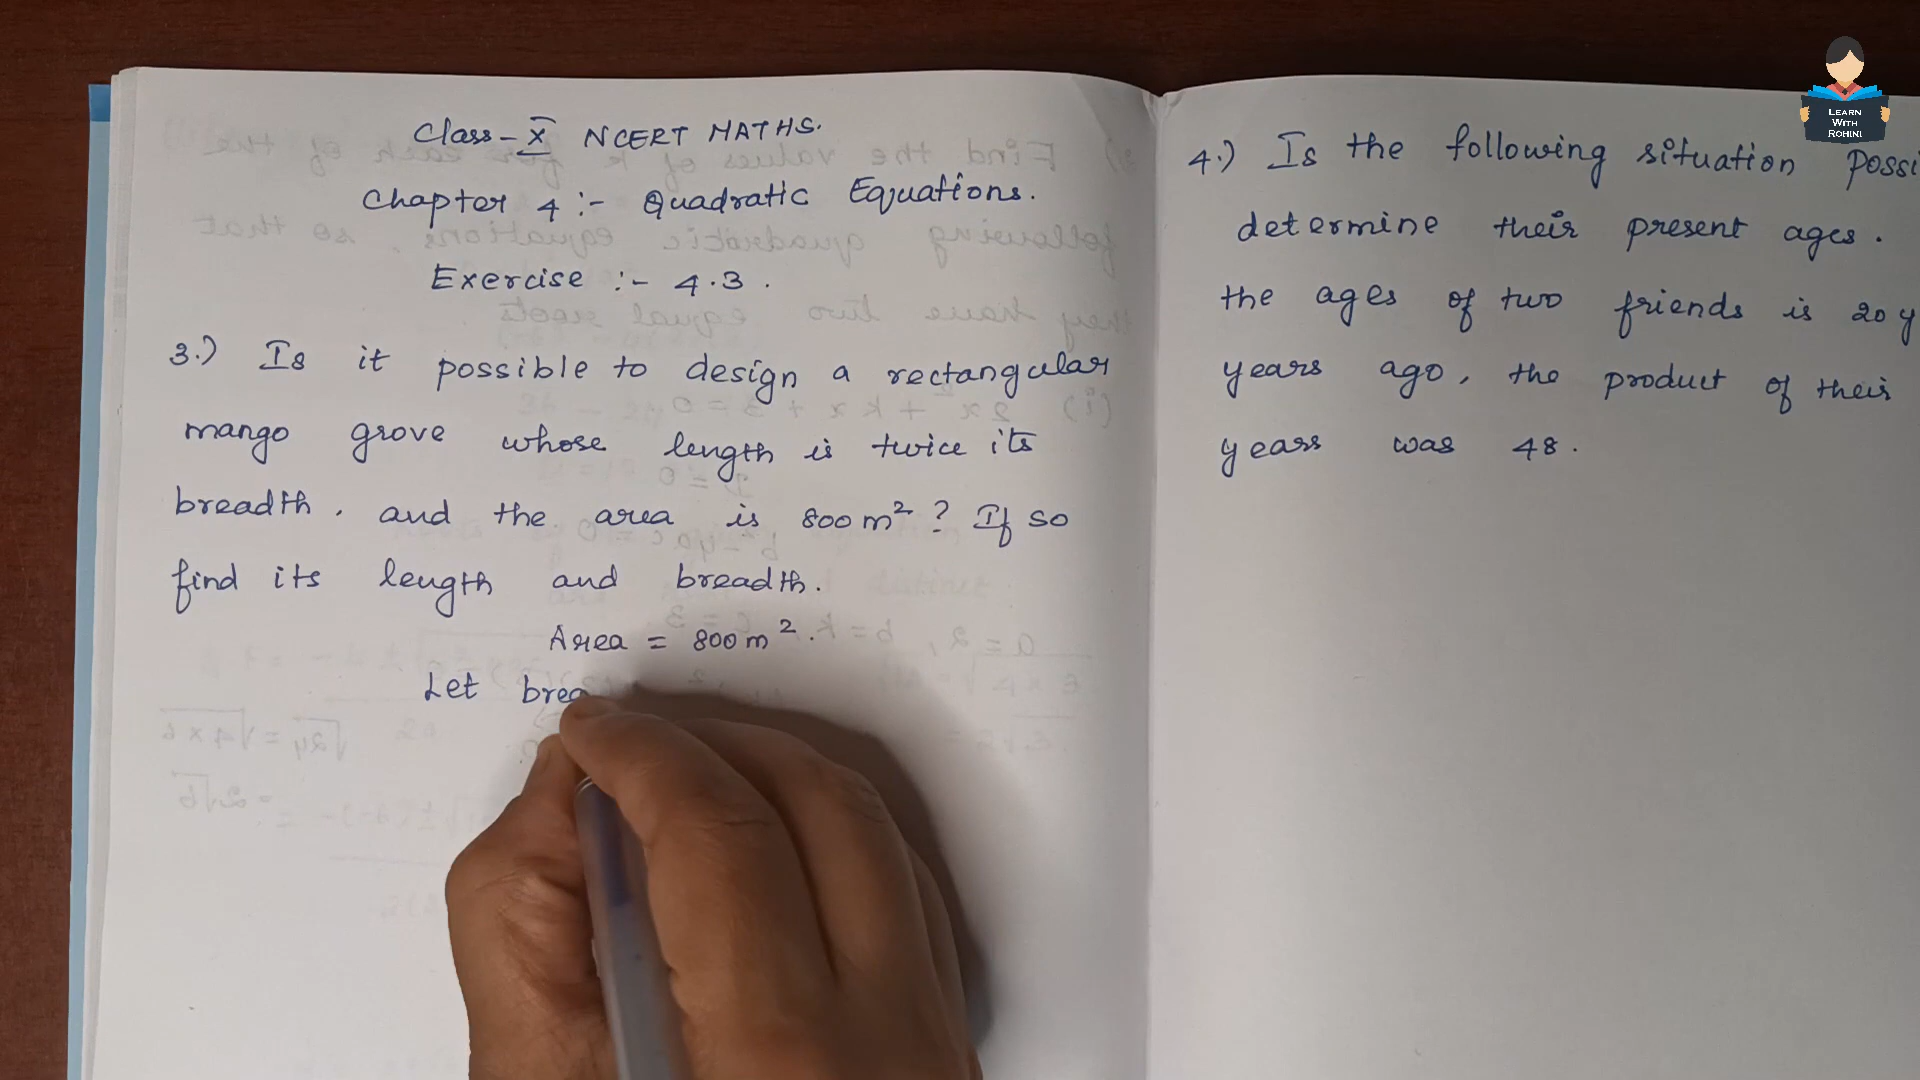 Class - X NCERT MATHS.
Chapter 4 :- Quadratic Equations.
Exercise :- 4.3 .
3.) Is it possible to design a rectangular
mango grove whose length is twice its
breadth, and the area is 800 m² ? If so
find its length and breadth.
Area = 800 m² .
Let brea
4.) Is the following situation possi
determine their present ages .
the ages of two friends is 20 y
years ago, the product of their
years was 48 .
LEARN
WITH
ROHINI